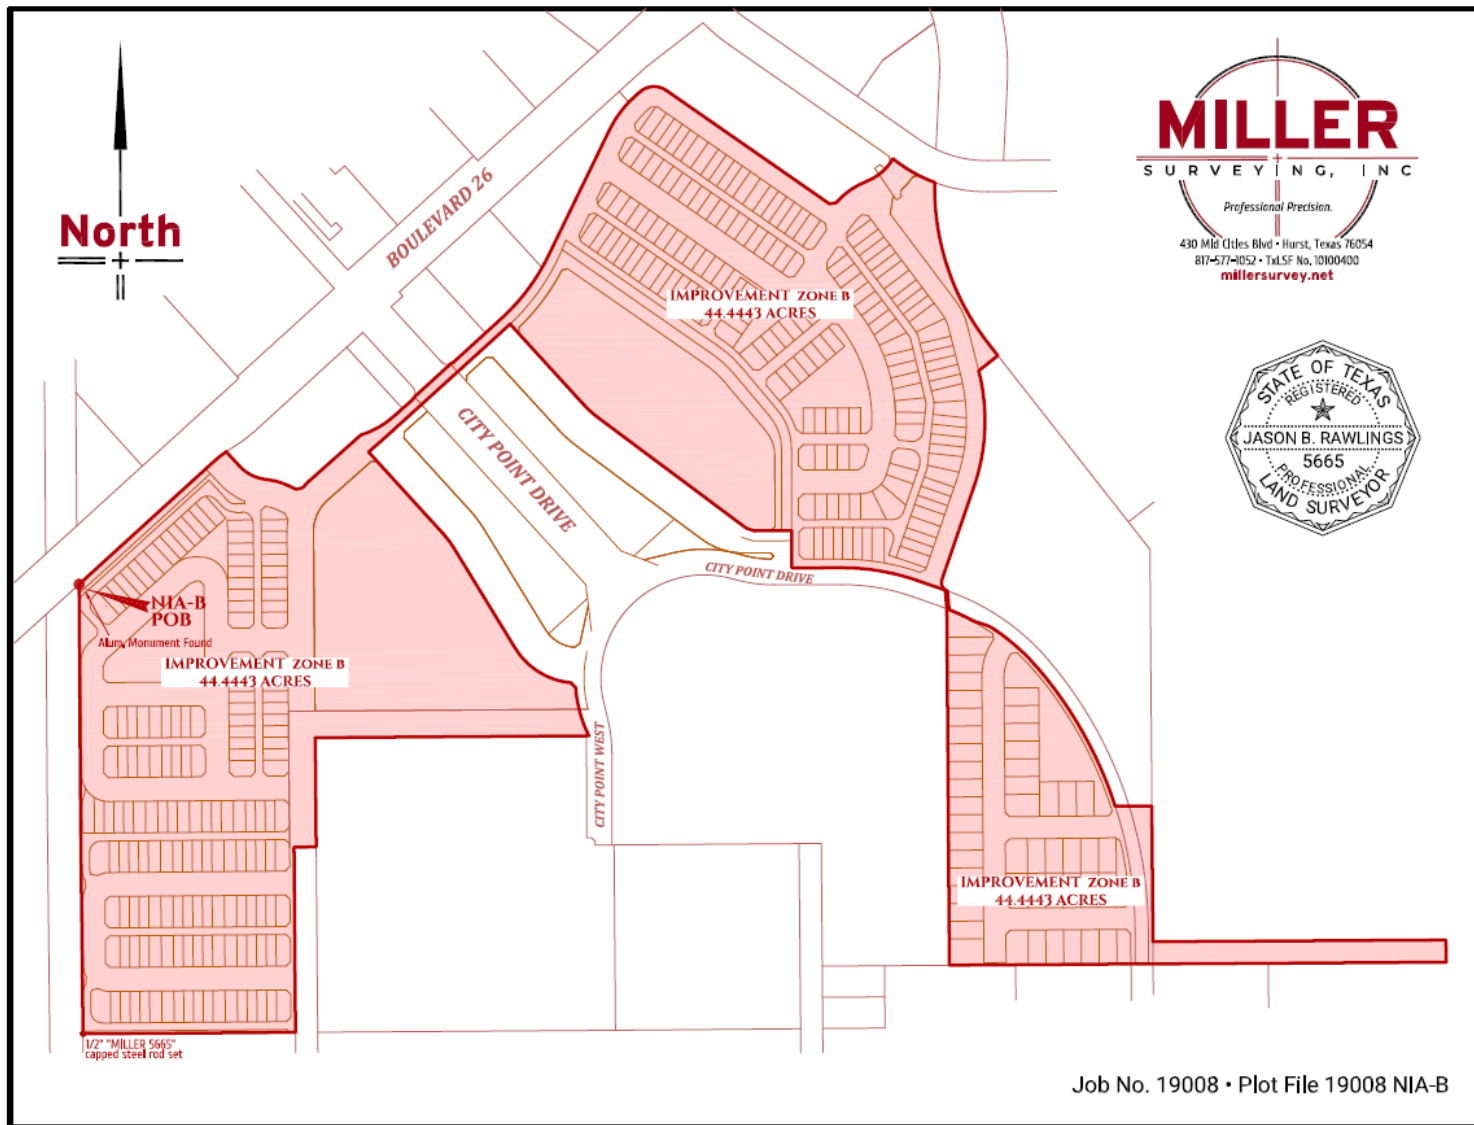 North
BOULEVARD 26
MILLER
SURVEYING, INC
Professional Precision.
430 Mid Cities Blvd • Hurst, Texas 76054
817-577-1052 • TxLSF No. 10100400
millersurvey.net
IMPROVEMENT ZONE B
44.4443 ACRES
STATE OF TEXAS
REGISTERED
JASON B. RAWLINGS
5665
PROFESSIONAL
LAND SURVEYOR
CITY POINT DRIVE
CITY POINT DRIVE
NIA-B
POB
Alum. Monument Found
IMPROVEMENT ZONE B
44.4443 ACRES
CITY POINT WEST
IMPROVEMENT ZONE B
44.4443 ACRES
1/2" "MILLER 5665"
capped steel rod set
Job No. 19008 • Plot File 19008 NIA-B